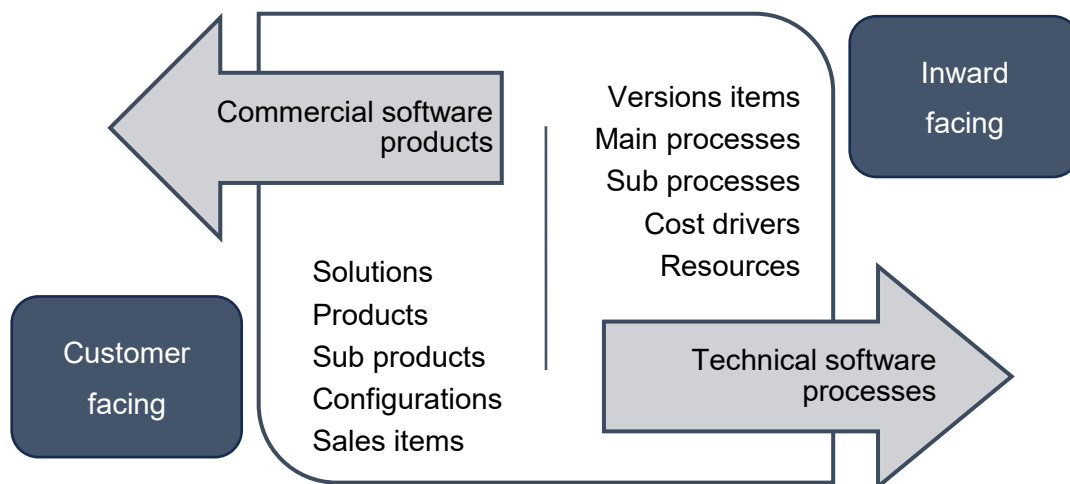 Commercial software
products
Solutions
Products
Sub products
Configurations
Sales items
Customer
facing
Inward
facing
Versions items
Main processes
Sub processes
Cost drivers
Resources
Technical software
processes